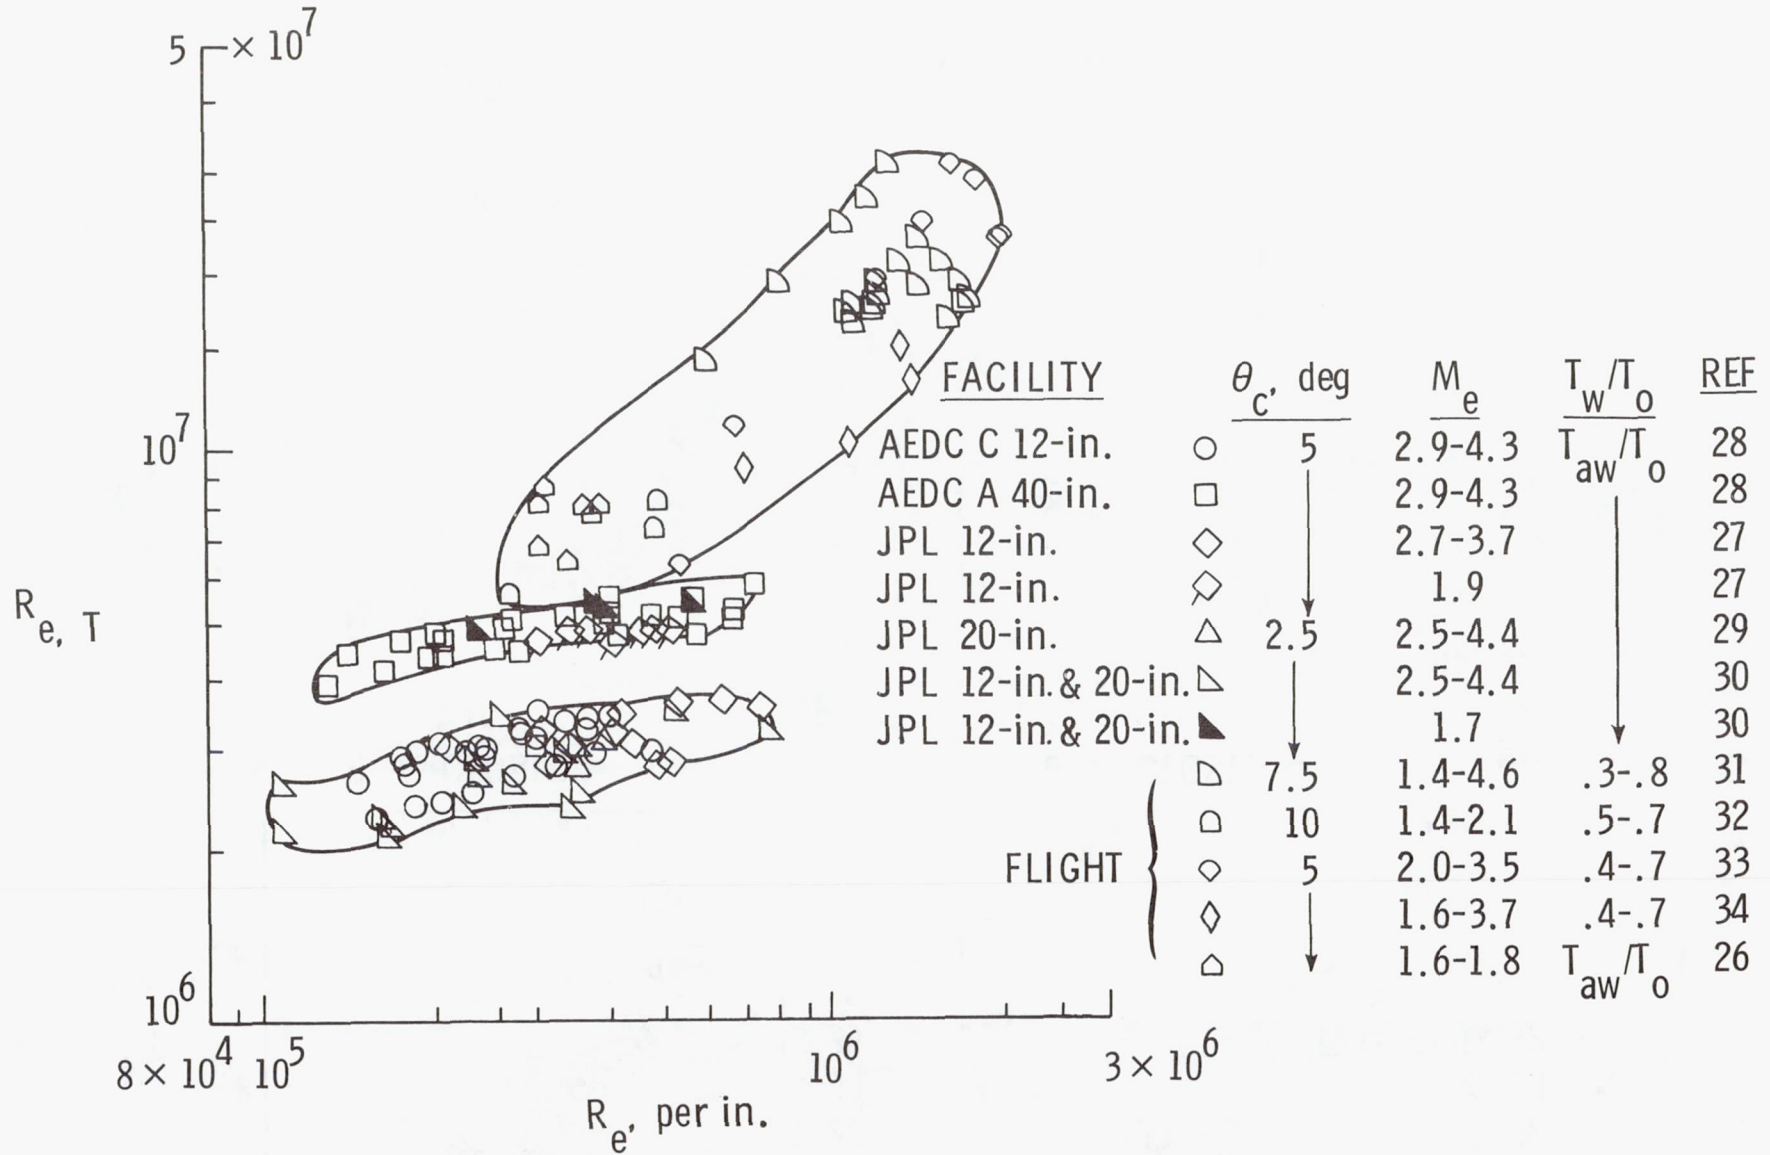 5 × 10^7
10^7
R_e, T
10^6
8 × 10^4 10^5 10^6 3 × 10^6
R_e, per in.
FACILITY θ_c, deg M_e T_w/T_o REF
AEDC C 12-in. 5 2.9-4.3 T_aw/T_o 28
AEDC A 40-in. 2.9-4.3 28
JPL 12-in. 2.7-3.7 27
JPL 12-in. 1.9 27
JPL 20-in. 2.5 2.5-4.4 29
JPL 12-in. & 20-in. 2.5-4.4 30
JPL 12-in. & 20-in. 1.7 30
7.5 1.4-4.6 .3-.8 31
10 1.4-2.1 .5-.7 32
FLIGHT 5 2.0-3.5 .4-.7 33
1.6-3.7 .4-.7 34
1.6-1.8 T_aw/T_o 26